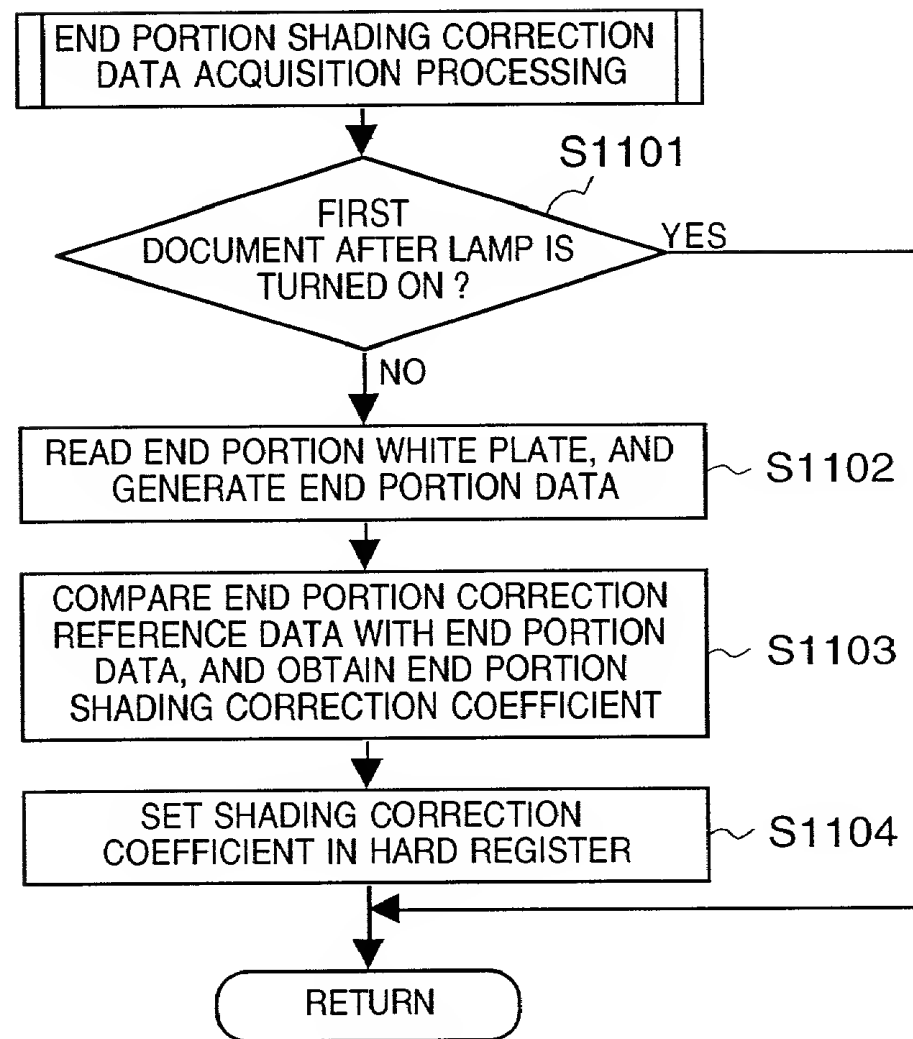 END PORTION SHADING CORRECTION
DATA ACQUISITION PROCESSING
S1101
FIRST
DOCUMENT AFTER LAMP IS
TURNED ON ?
YES
NO
READ END PORTION WHITE PLATE, AND
GENERATE END PORTION DATA
S1102
COMPARE END PORTION CORRECTION
REFERENCE DATA WITH END PORTION
DATA, AND OBTAIN END PORTION
SHADING CORRECTION COEFFICIENT
S1103
SET SHADING CORRECTION
COEFFICIENT IN HARD REGISTER
S1104
RETURN